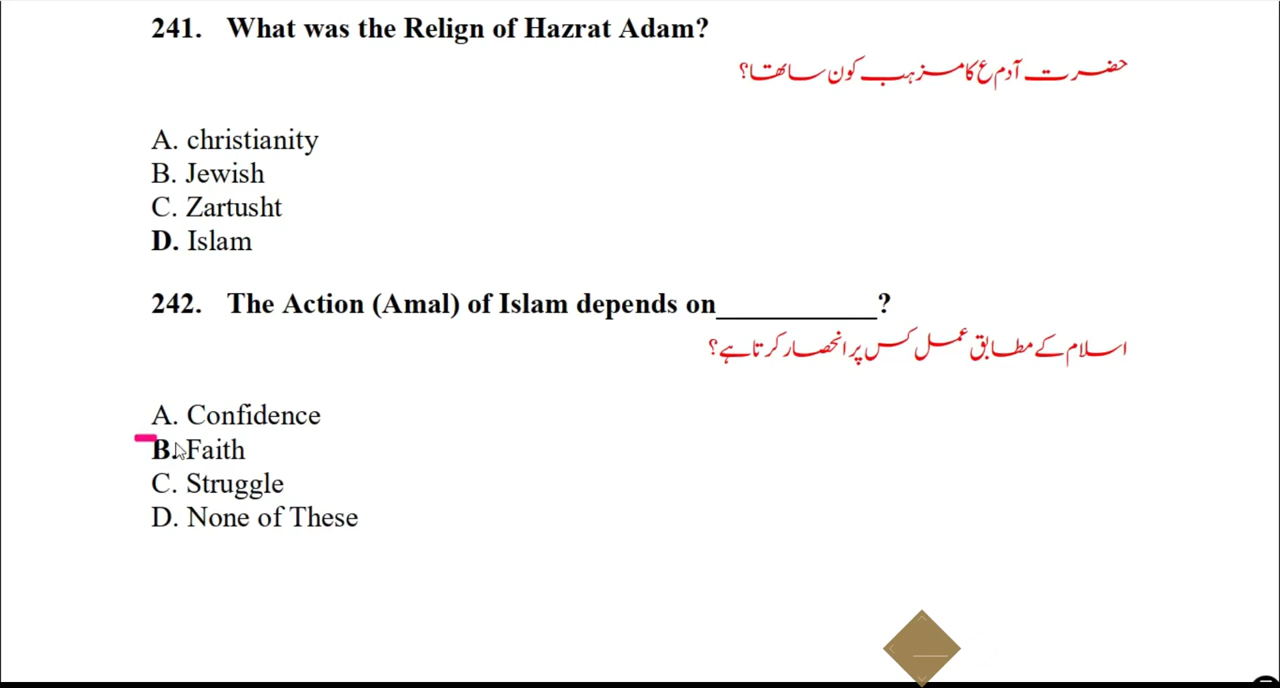 241. What was the Relign of Hazrat Adam?
حضرت آدم ع کا مزہب کون سا تھا؟
A. christianity
B. Jewish
C. Zartusht
D. Islam
242. The Action (Amal) of Islam depends on___________?
اسلام کے مطابق عمل کس پر انحصار کرتا ہے؟
A. Confidence
B. Faith
C. Struggle
D. None of These